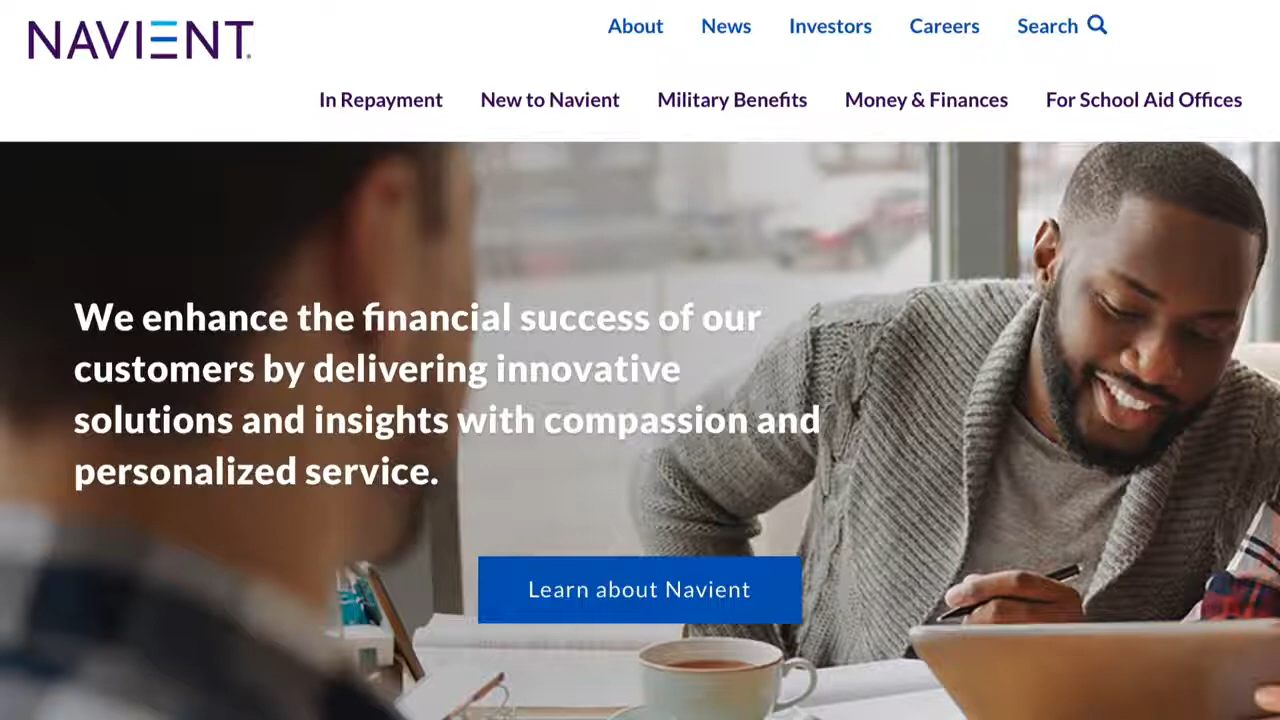 NAVIENT
About News Investors Careers Search
In Repayment New to Navient Military Benefits Money & Finances For School Aid Offices
We enhance the financial success of our
customers by delivering innovative
solutions and insights with compassion and
personalized service.
Learn about Navient